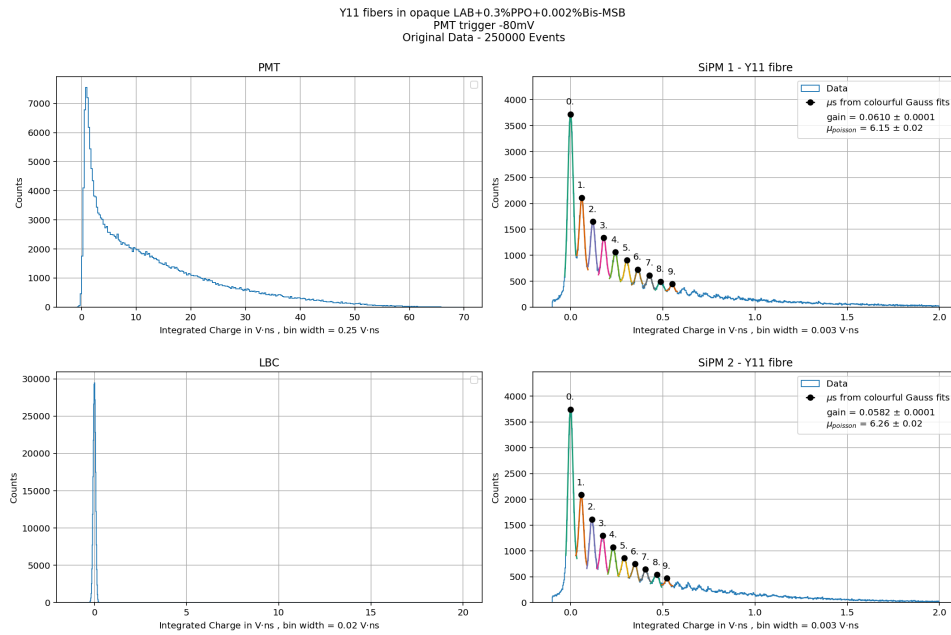 Y11 fibers in opaque LAB+0.3%PPO+0.002%Bis-MSB
PMT trigger -80mV
Original Data - 250000 Events
PMT
Counts
7000
6000
5000
4000
3000
2000
1000
0
0 10 20 30 40 50 60 70
Integrated Charge in V·ns , bin width = 0.25 V·ns
SiPM 1 - Y11 fibre
Counts
4000
3500
3000
2500
2000
1500
1000
500
0
0. 1. 2. 3. 4. 5. 6. 7. 8. 9.
Data
μs from colourful Gauss fits
gain = 0.0610 ± 0.0001
μpoisson = 6.15 ± 0.02
0.0 0.5 1.0 1.5 2.0
Integrated Charge in V·ns , bin width = 0.003 V·ns
LBC
Counts
30000
25000
20000
15000
10000
5000
0
0 5 10 15 20
Integrated Charge in V·ns , bin width = 0.02 V·ns
SiPM 2 - Y11 fibre
Counts
4000
3500
3000
2500
2000
1500
1000
500
0
0. 1. 2. 3. 4. 5. 6. 7. 8. 9.
Data
μs from colourful Gauss fits
gain = 0.0582 ± 0.0001
μpoisson = 6.26 ± 0.02
0.0 0.5 1.0 1.5 2.0
Integrated Charge in V·ns , bin width = 0.003 V·ns